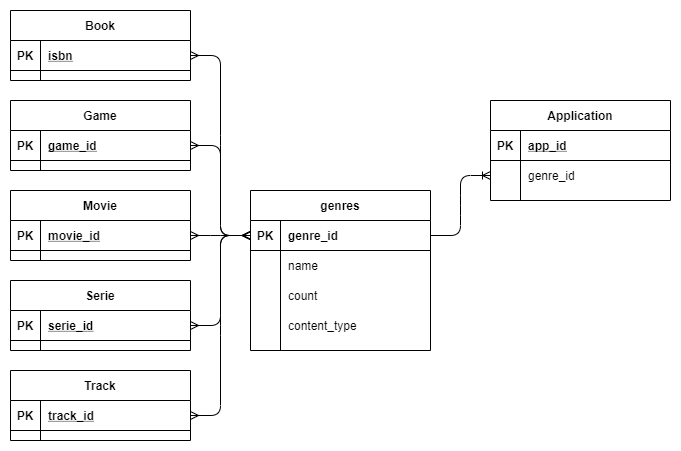 Book
PK isbn
Game
PK game_id
Movie
PK movie_id
Serie
PK serie_id
Track
PK track_id
genres
PK genre_id
name
count
content_type
Application
PK app_id
genre_id